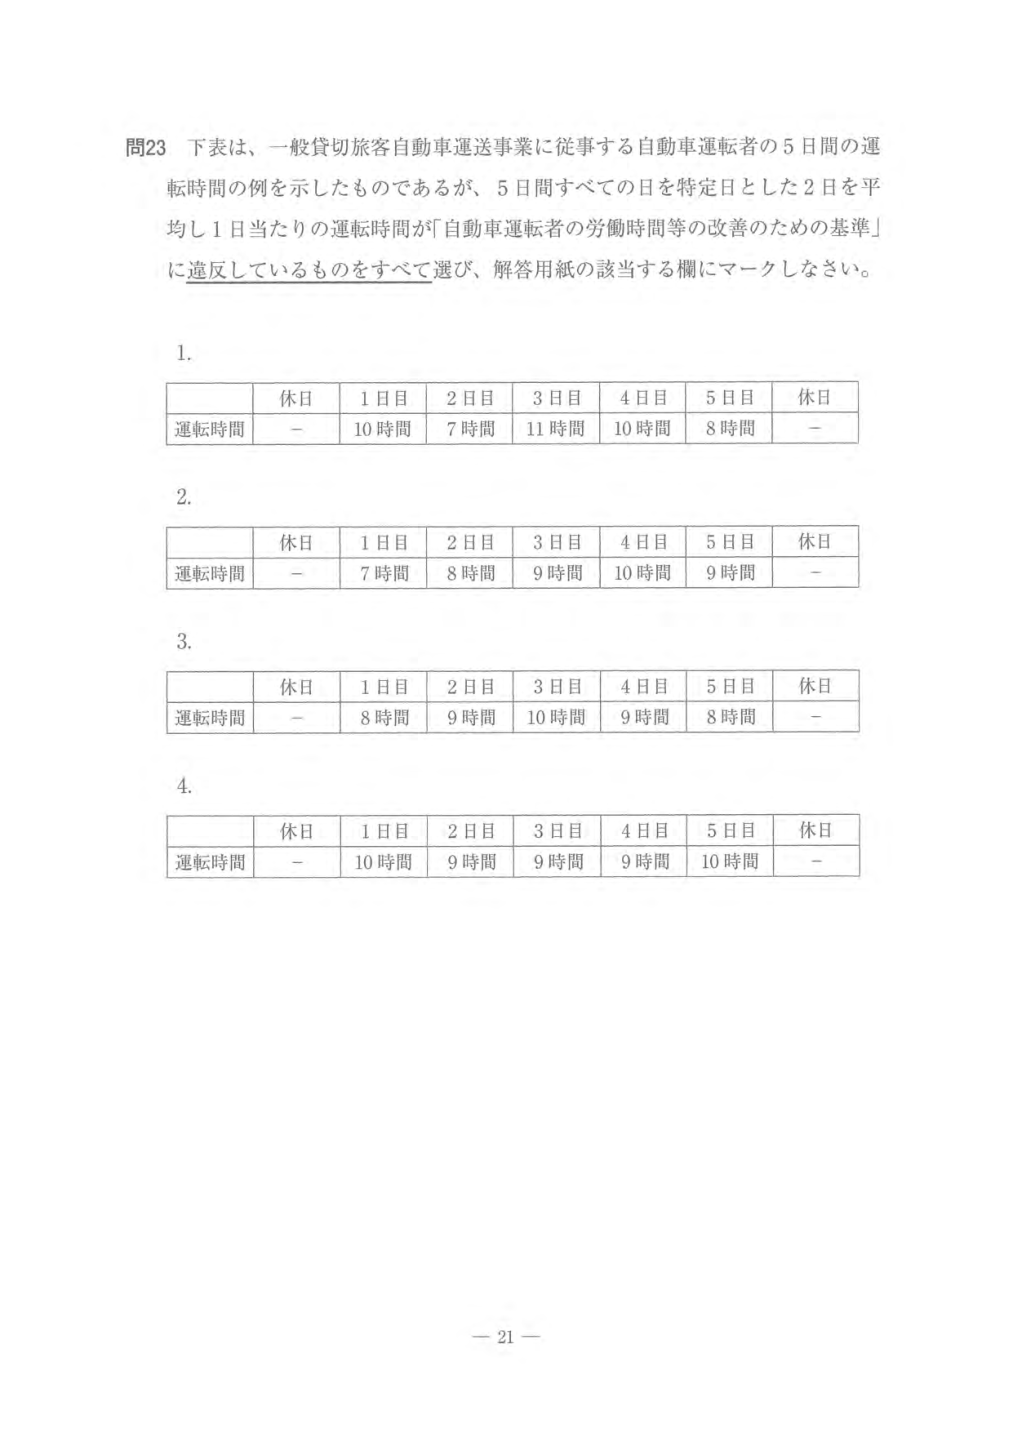 問23 下表は、一般貸切旅客自動車運送事業に従事する自動車運転者の5日間の運
転時間の例を示したものであるが、5日間すべての日を特定日とした2日を平
均し1日当たりの運転時間が「自動車運転者の労働時間等の改善のための基準」
に違反しているものをすべて選び、解答用紙の該当する欄にマークしなさい。
1.
休日 1日目 2日目 3日目 4日目 5日目 休日
運転時間 － 10時間 7時間 11時間 10時間 8時間 －
2.
休日 1日目 2日目 3日目 4日目 5日目 休日
運転時間 － 7時間 8時間 9時間 10時間 9時間 －
3.
休日 1日目 2日目 3日目 4日目 5日目 休日
運転時間 － 8時間 9時間 10時間 9時間 8時間 －
4.
休日 1日目 2日目 3日目 4日目 5日目 休日
運転時間 － 10時間 9時間 9時間 9時間 10時間 －
— 21 —